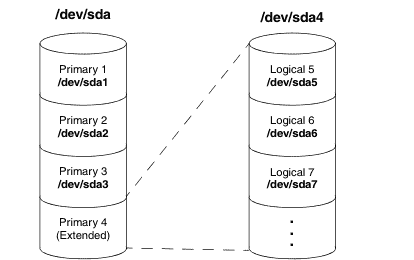 /dev/sda
Primary 1
/dev/sda1
Primary 2
/dev/sda2
Primary 3
/dev/sda3
Primary 4
(Extended)
/dev/sda4
Logical 5
/dev/sda5
Logical 6
/dev/sda6
Logical 7
/dev/sda7